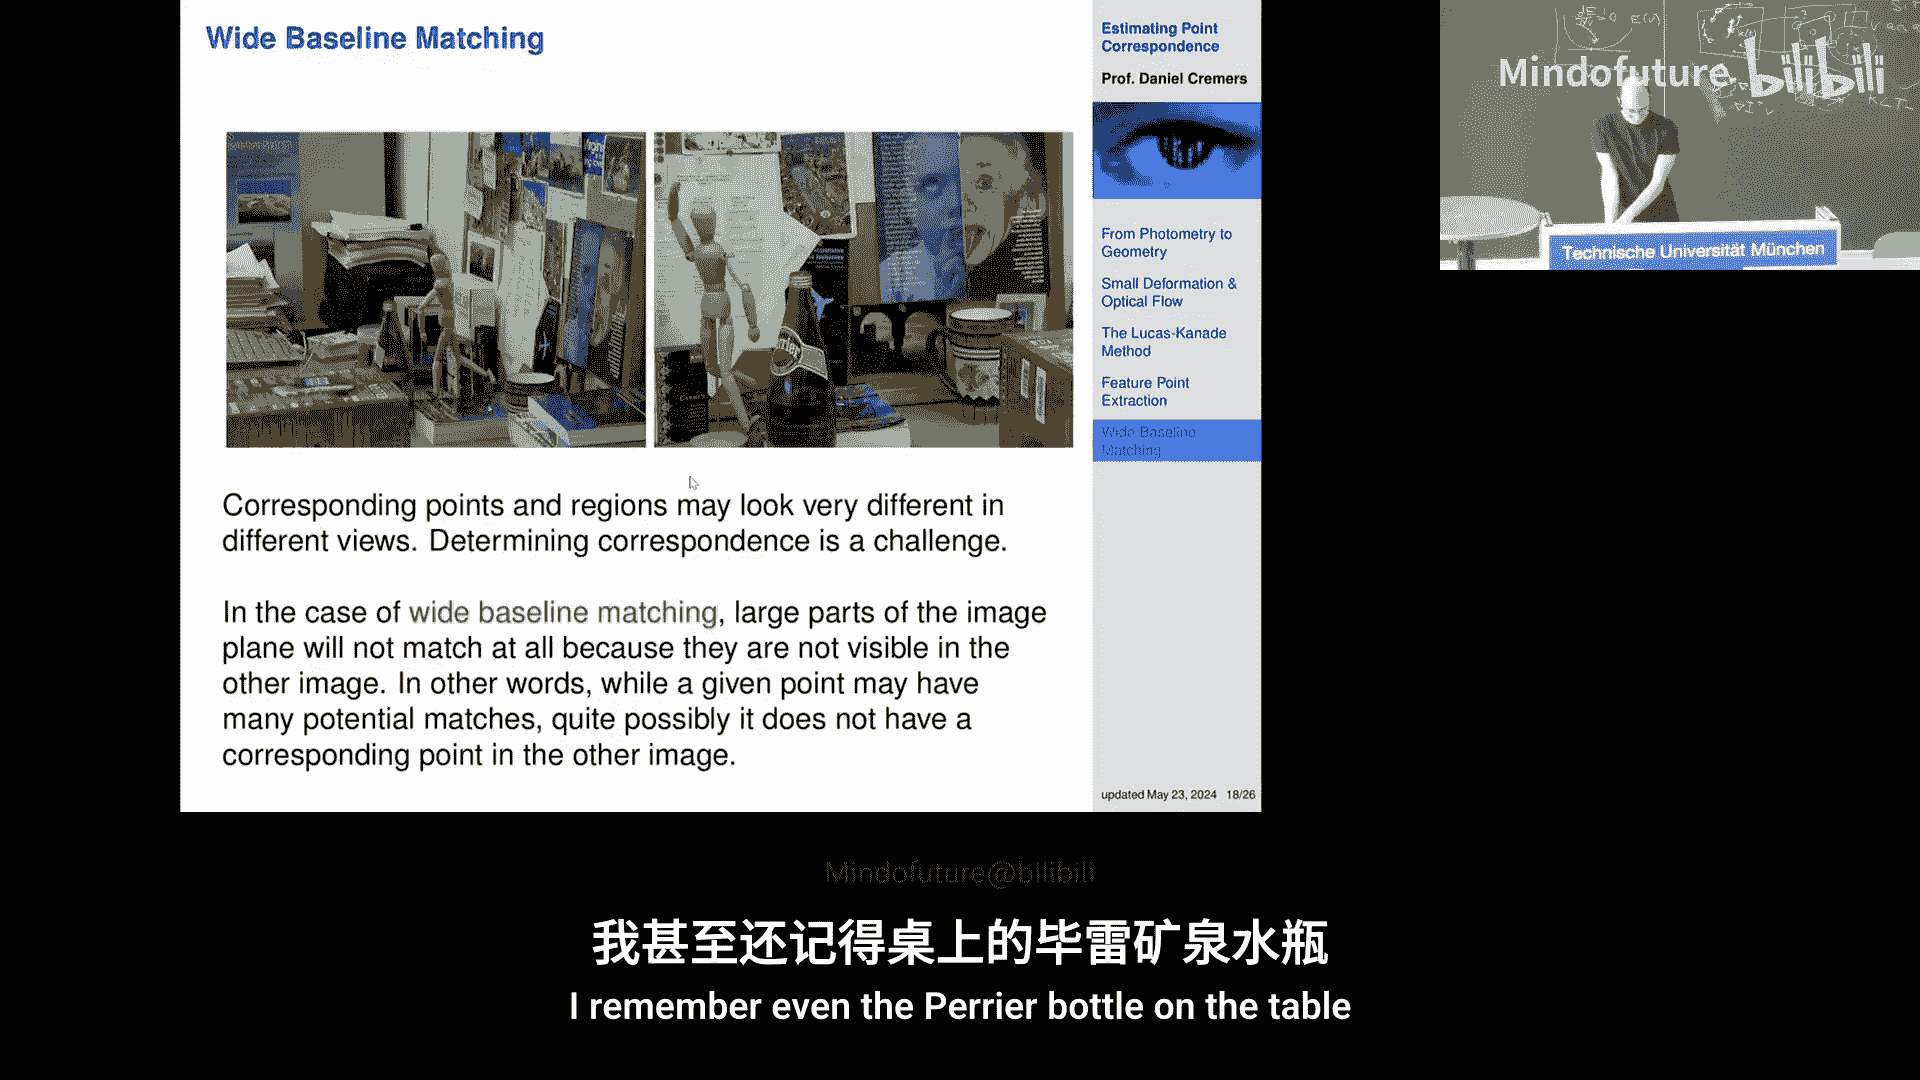 Wide Baseline Matching
Corresponding points and regions may look very different in
different views. Determining correspondence is a challenge.
In the case of wide baseline matching, large parts of the image
plane will not match at all because they are not visible in the
other image. In other words, while a given point may have
many potential matches, quite possibly it does not have a
corresponding point in the other image.
Estimating Point
Correspondence
Prof. Daniel Cremers
From Photometry to
Geometry
Small Deformation &
Optical Flow
The Lucas-Kanade
Method
Feature Point
Extraction
Wide Baseline
Matching
updated May 23, 2024 18/26
Mindofuture
bilibili
Technische Universität München
Mindofuture@bilibili
我甚至还记得桌上的毕雷矿泉水瓶
I remember even the Perrier bottle on the table